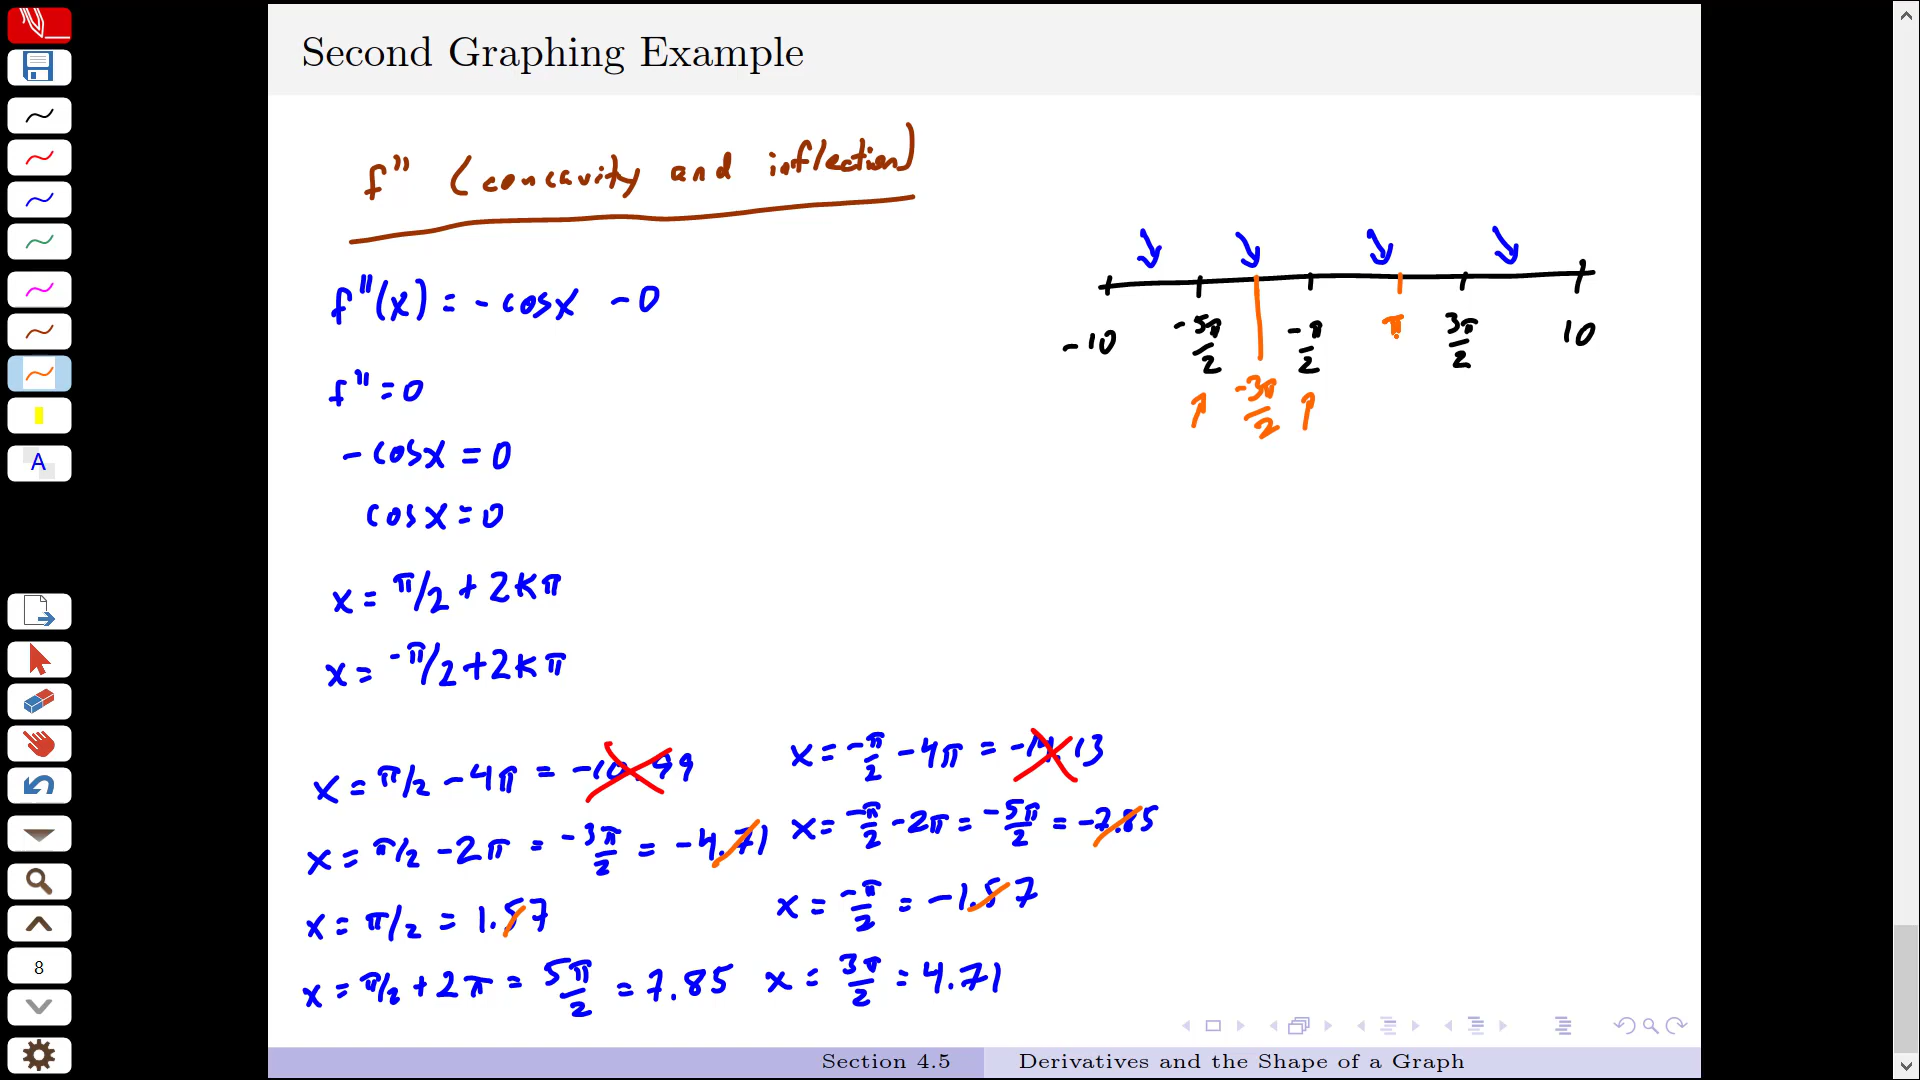 Second Graphing Example
f'' (concavity and inflection)
f''(x) = -cosx - 0
f'' = 0
-cosx = 0
cosx = 0
x = π/2 + 2kπ
x = -π/2 + 2kπ
x = π/2 - 4π = -10.99
x = π/2 - 2π = -3π/2 = -4.71
x = π/2 = 1.57
x = π/2 + 2π = 5π/2 = 7.85
x = -π/2 - 4π = -14.13
x = -π/2 - 2π = -5π/2 = -7.85
x = -π/2 = -1.57
x = 3π/2 = 4.71
↘ ↘ ↘ ↘
-10 -5π/2 -π/2 π 3π/2 10
↗ -3π/2 ↗
A
8
Section 4.5 Derivatives and the Shape of a Graph